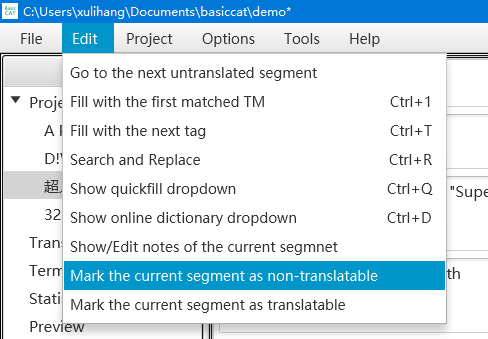 Basic
CAT
C:\Users\xulihang\Documents\basiccat\demo*
File Edit Project Options Tools Help
Go to the next untranslated segment
Fill with the first matched TM Ctrl+1
Fill with the next tag Ctrl+T
Search and Replace Ctrl+R
Show quickfill dropdown Ctrl+Q
Show online dictionary dropdown Ctrl+D
Show/Edit notes of the current segmnet
Mark the current segment as non-translatable
Mark the current segment as translatable
Proje
A
D!
超
32
Trans
Term
Stati
Preview
"Supe
th